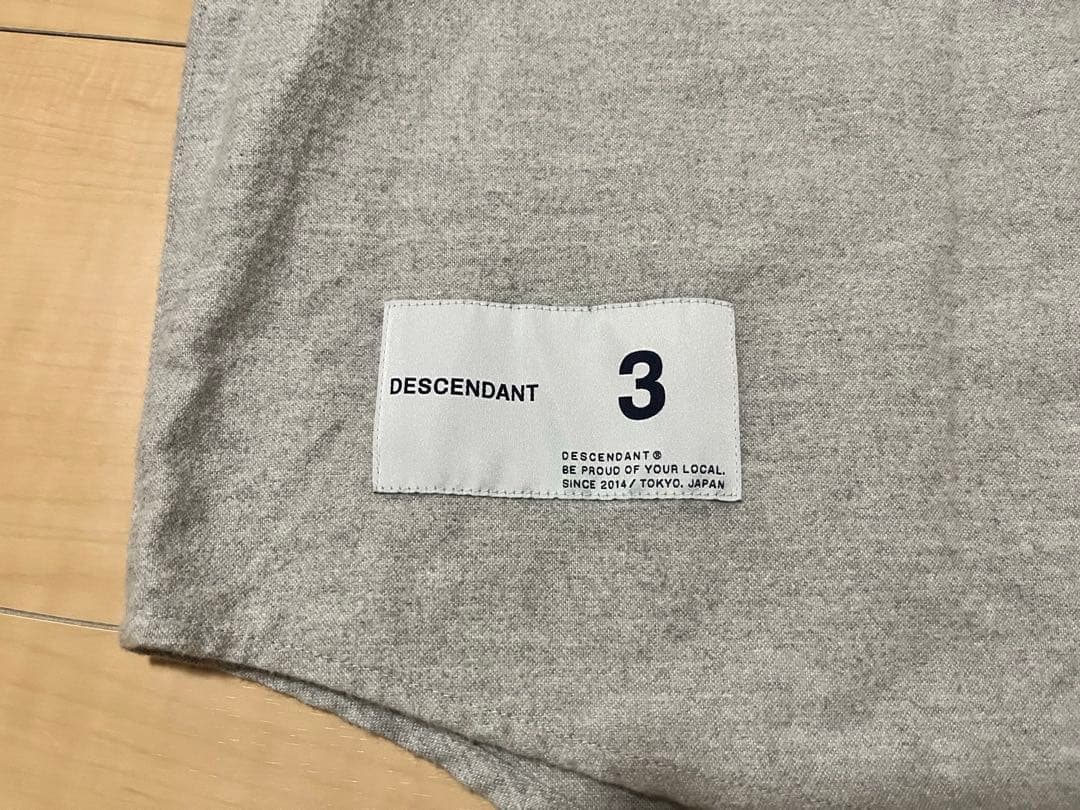 DESCENDANT
3
DESCENDANT®
BE PROUD OF YOUR LOCAL.
SINCE 2014 / TOKYO. JAPAN